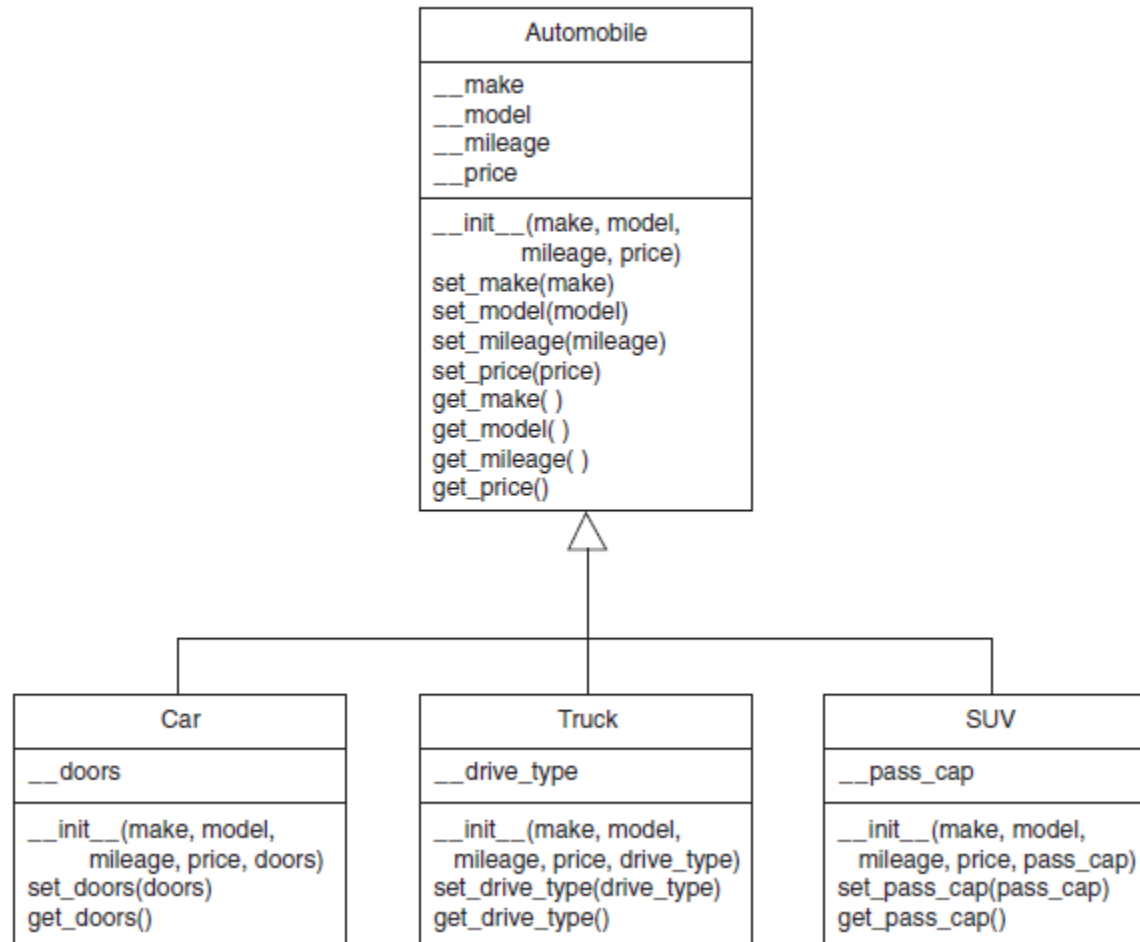 Automobile
__make
__model
__mileage
__price
__init__(make, model,
mileage, price)
set_make(make)
set_model(model)
set_mileage(mileage)
set_price(price)
get_make( )
get_model( )
get_mileage( )
get_price()
Car
__doors
__init__(make, model,
mileage, price, doors)
set_doors(doors)
get_doors()
Truck
__drive_type
__init__(make, model,
mileage, price, drive_type)
set_drive_type(drive_type)
get_drive_type()
SUV
__pass_cap
__init__(make, model,
mileage, price, pass_cap)
set_pass_cap(pass_cap)
get_pass_cap()